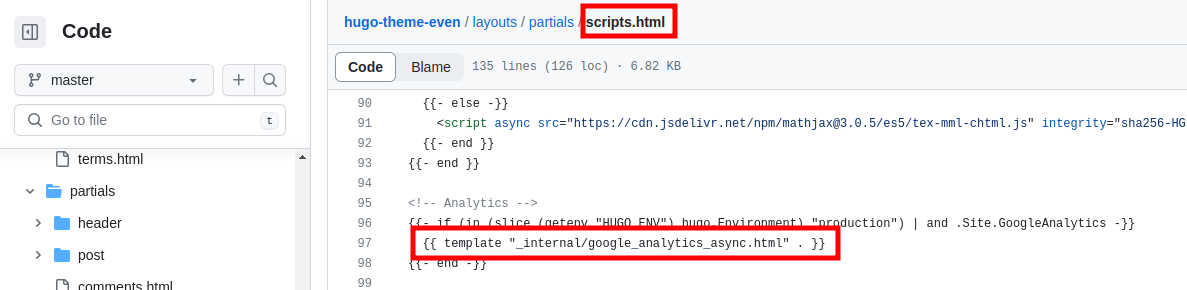 Code
master
Go to file
t
terms.html
partials
header
post
comments.html
hugo-theme-even / layouts / partials / scripts.html
Code Blame 135 lines (126 loc) · 6.82 KB
90 {{- else -}}
91 <script async src="https://cdn.jsdelivr.net/npm/mathjax@3.0.5/es5/tex-mml-chtml.js" integrity="sha256-HG
92 {{- end }}
93 {{- end }}
94
95 <!-- Analytics -->
96 {{- if (in (slice (getenv "HUGO_ENV") hugo.Environment) "production") | and .Site.GoogleAnalytics -}}
97 {{ template "_internal/google_analytics_async.html" . }}
98 {{- end -}}
99